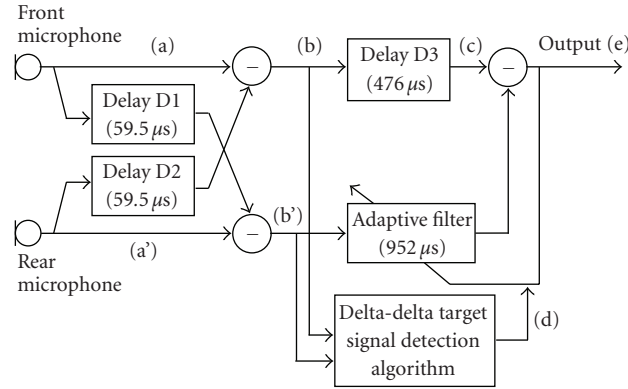 Front
microphone
(a)
(b)
Delay D3
(476 μs)
(c)
Output (e)
−
−
Delay D1
(59.5 μs)
Delay D2
(59.5 μs)
(b’)
−
Adaptive filter
(952 μs)
(a’)
Rear
microphone
Delta-delta target
signal detection
algorithm
(d)